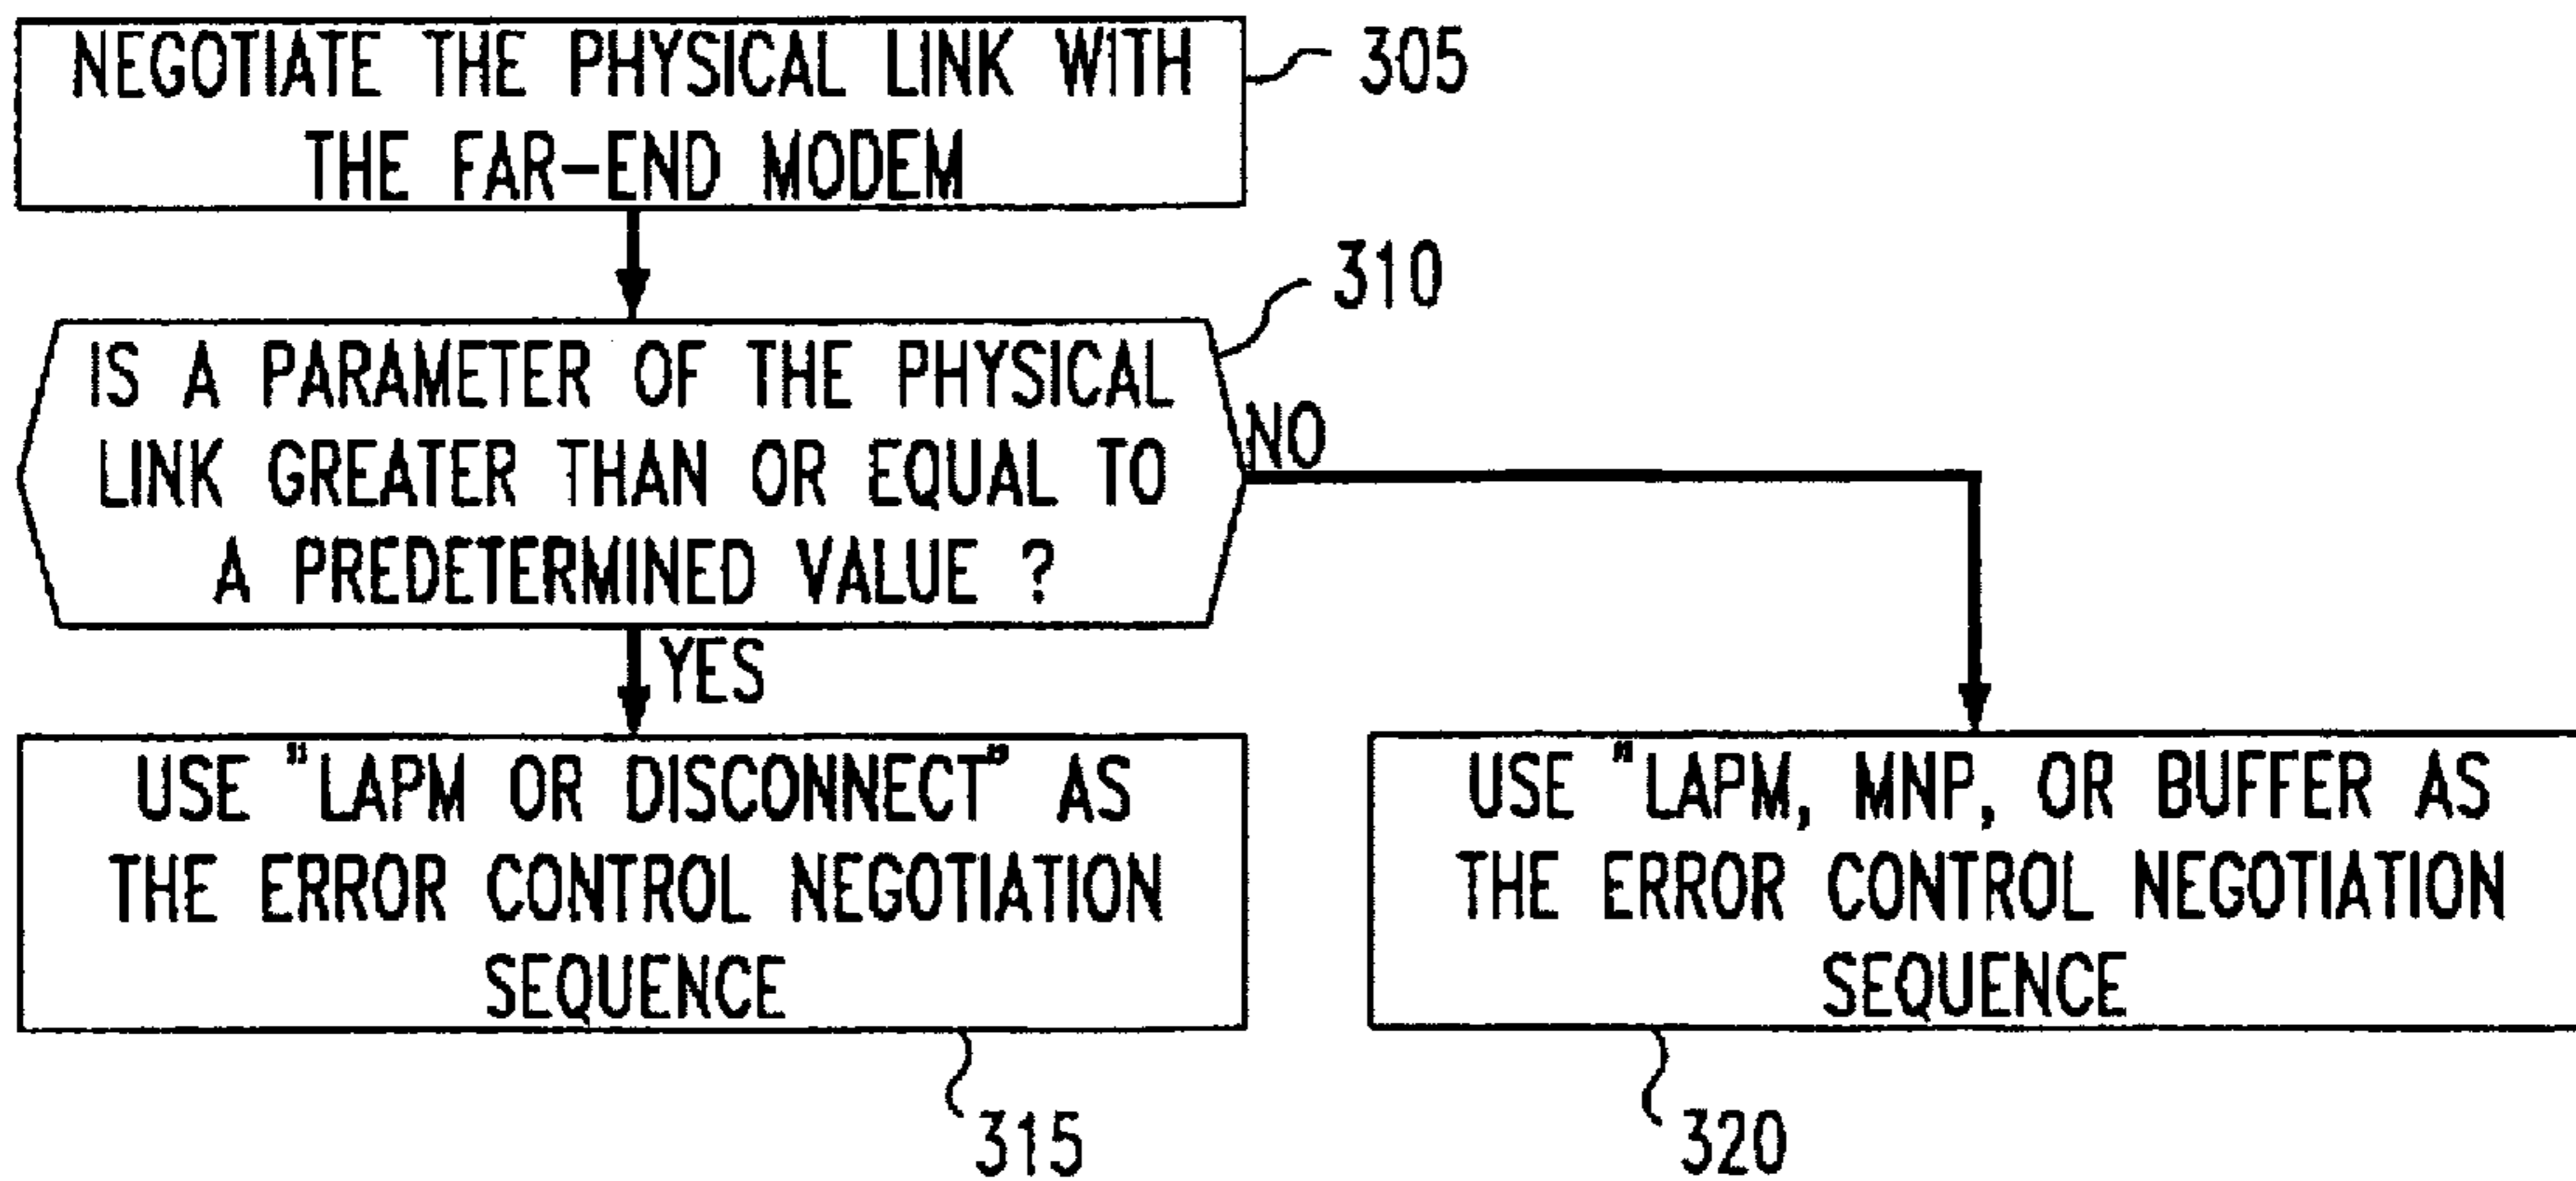 NEGOTIATE THE PHYSICAL LINK WITH
THE FAR-END MODEM
305
310
IS A PARAMETER OF THE PHYSICAL
LINK GREATER THAN OR EQUAL TO
A PREDETERMINED VALUE ?
NO
YES
USE "LAPM OR DISCONNECT" AS
THE ERROR CONTROL NEGOTIATION
SEQUENCE
315
USE "LAPM, MNP, OR BUFFER AS
THE ERROR CONTROL NEGOTIATION
SEQUENCE
320